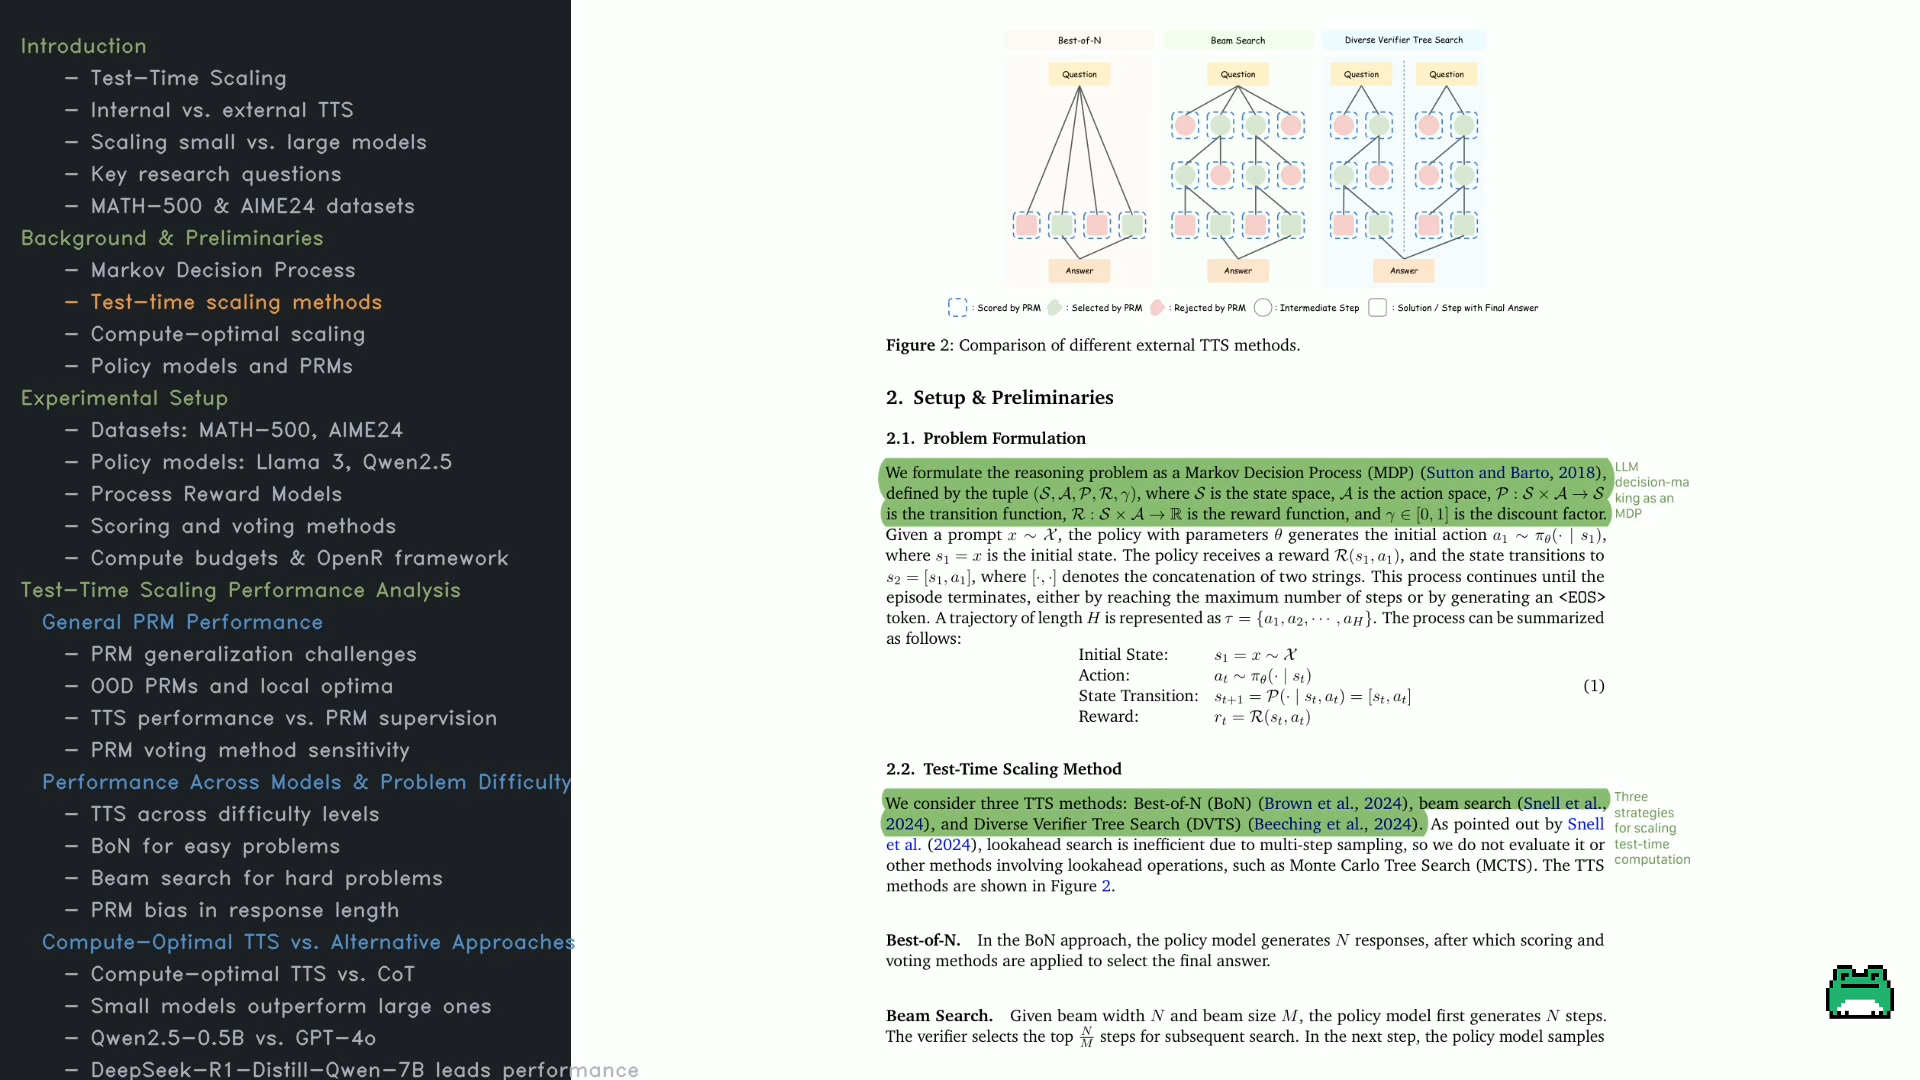 Introduction
– Test-Time Scaling
– Internal vs. external TTS
– Scaling small vs. large models
– Key research questions
– MATH-500 & AIME24 datasets
Background & Preliminaries
– Markov Decision Process
– Test-time scaling methods
– Compute-optimal scaling
– Policy models and PRMs
Experimental Setup
– Datasets: MATH-500, AIME24
– Policy models: Llama 3, Qwen2.5
– Process Reward Models
– Scoring and voting methods
– Compute budgets & OpenR framework
Test-Time Scaling Performance Analysis
General PRM Performance
– PRM generalization challenges
– OOD PRMs and local optima
– TTS performance vs. PRM supervision
– PRM voting method sensitivity
Performance Across Models & Problem Difficulty
– TTS across difficulty levels
– BoN for easy problems
– Beam search for hard problems
– PRM bias in response length
Compute-Optimal TTS vs. Alternative Approaches
– Compute-optimal TTS vs. CoT
– Small models outperform large ones
– Qwen2.5-0.5B vs. GPT-4o
– DeepSeek-R1-Distill-Qwen-7B leads performance
Best-of-N Beam Search Diverse Verifier Tree Search
Question Question Question Question
Answer Answer Answer
: Scored by PRM : Selected by PRM : Rejected by PRM : Intermediate Step : Solution / Step with Final Answer
Figure 2: Comparison of different external TTS methods.
2. Setup & Preliminaries
2.1. Problem Formulation
We formulate the reasoning problem as a Markov Decision Process (MDP) (Sutton and Barto, 2018),
defined by the tuple (𝒮, 𝒜, 𝒫, ℛ, γ), where 𝒮 is the state space, 𝒜 is the action space, 𝒫 : 𝒮 × 𝒜 → 𝒮
is the transition function, ℛ : 𝒮 × 𝒜 → ℝ is the reward function, and γ ∈ [0, 1] is the discount factor.
LLM
decision-ma
king as an
MDP
Given a prompt x ∼ 𝒳, the policy with parameters θ generates the initial action a₁ ∼ π_θ(· | s₁),
where s₁ = x is the initial state. The policy receives a reward ℛ(s₁, a₁), and the state transitions to
s₂ = [s₁, a₁], where [·, ·] denotes the concatenation of two strings. This process continues until the
episode terminates, either by reaching the maximum number of steps or by generating an <EOS>
token. A trajectory of length H is represented as τ = {a₁, a₂, · · · , a_H}. The process can be summarized
as follows:
Initial State: s₁ = x ∼ 𝒳
Action: a_t ∼ π_θ(· | s_t)
State Transition: s_{t+1} = 𝒫(· | s_t, a_t) = [s_t, a_t]
Reward: r_t = ℛ(s_t, a_t)
(1)
2.2. Test-Time Scaling Method
We consider three TTS methods: Best-of-N (BoN) (Brown et al., 2024), beam search (Snell et al.,
2024), and Diverse Verifier Tree Search (DVTS) (Beeching et al., 2024). As pointed out by Snell
et al. (2024), lookahead search is inefficient due to multi-step sampling, so we do not evaluate it or
other methods involving lookahead operations, such as Monte Carlo Tree Search (MCTS). The TTS
methods are shown in Figure 2.
Three
strategies
for scaling
test-time
computation
Best-of-N. In the BoN approach, the policy model generates N responses, after which scoring and
voting methods are applied to select the final answer.
Beam Search. Given beam width N and beam size M, the policy model first generates N steps.
The verifier selects the top N/M steps for subsequent search. In the next step, the policy model samples